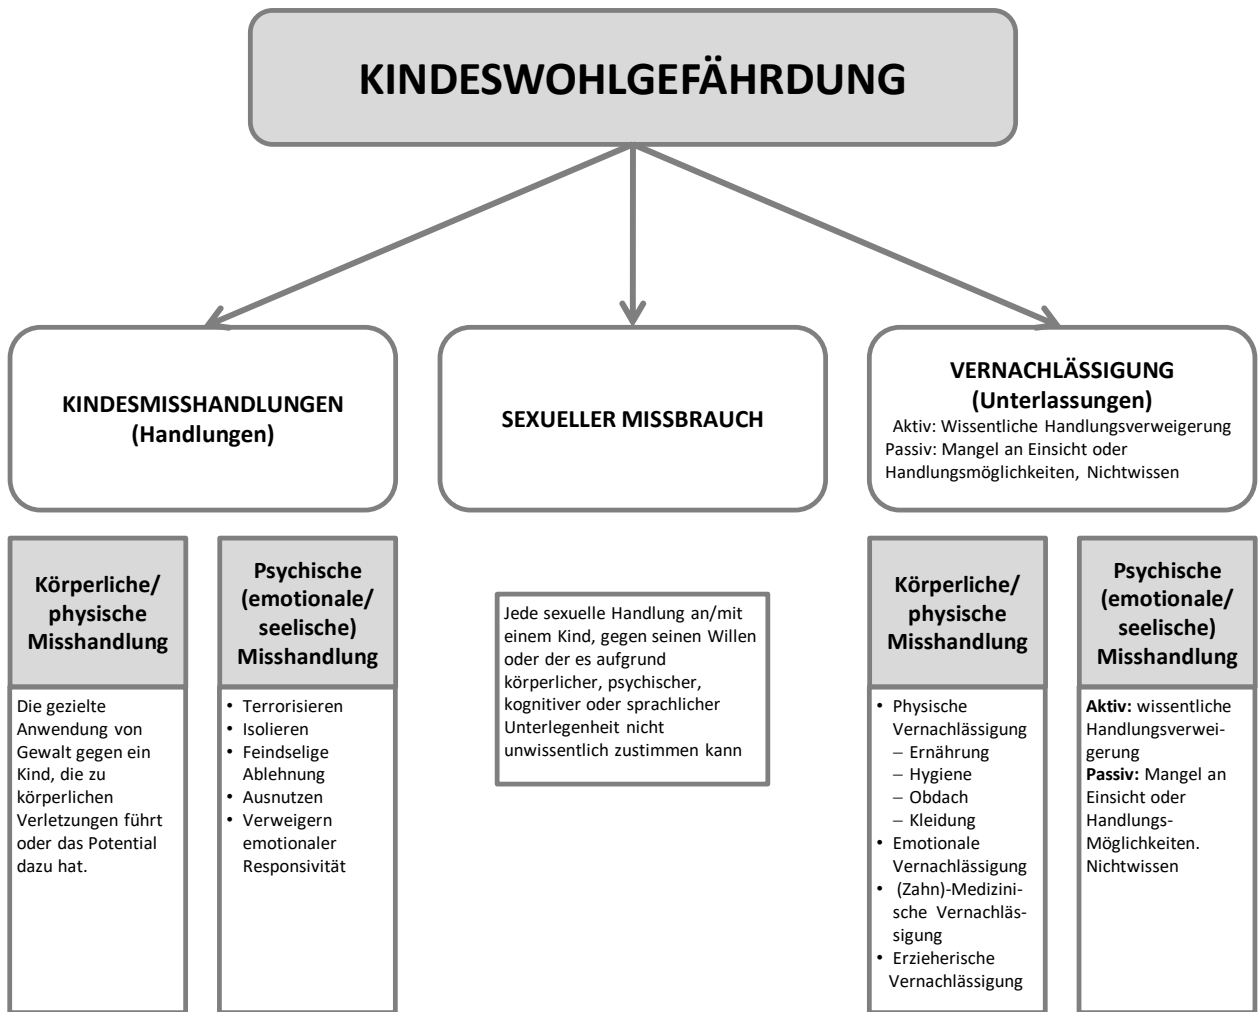 KINDESWOHLGEFÄHRDUNG
KINDESMISSHANDLUNGEN
(Handlungen)
SEXUELLER MISSBRAUCH
VERNACHLÄSSIGUNG
(Unterlassungen)
Aktiv: Wissentliche Handlungsverweigerung
Passiv: Mangel an Einsicht oder
Handlungsmöglichkeiten, Nichtwissen
Körperliche/
physische
Misshandlung
Die gezielte
Anwendung von
Gewalt gegen ein
Kind, die zu
körperlichen
Verletzungen führt
oder das Potential
dazu hat.
Psychische
(emotionale/
seelische)
Misshandlung
• Terrorisieren
• Isolieren
• Feindselige
Ablehnung
• Ausnutzen
• Verweigern
emotionaler
Responsivität
Jede sexuelle Handlung an/mit
einem Kind, gegen seinen Willen
oder der es aufgrund
körperlicher, psychischer,
kognitiver oder sprachlicher
Unterlegenheit nicht
unwissentlich zustimmen kann
Körperliche/
physische
Misshandlung
• Physische
Vernachlässigung
– Ernährung
– Hygiene
– Obdach
– Kleidung
• Emotionale
Vernachlässigung
• (Zahn)-Medizini-
sche Vernachläs-
sigung
• Erzieherische
Vernachlässigung
Psychische
(emotionale/
seelische)
Misshandlung
Aktiv: wissentliche
Handlungsverwei-
gerung
Passiv: Mangel an
Einsicht oder
Handlungs-
Möglichkeiten.
Nichtwissen